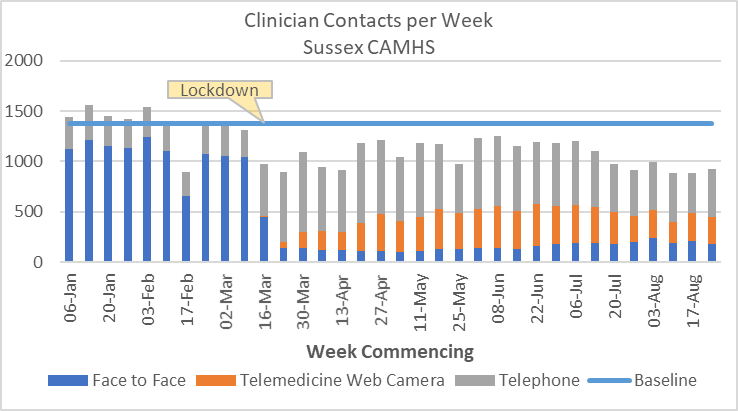 Clinician Contacts per Week
Sussex CAMHS
2000
1500
1000
500
0
Lockdown
06-Jan
20-Jan
03-Feb
17-Feb
02-Mar
16-Mar
30-Mar
13-Apr
27-Apr
11-May
25-May
08-Jun
22-Jun
06-Jul
20-Jul
03-Aug
17-Aug
Week Commencing
Face to Face Telemedicine Web Camera Telephone Baseline